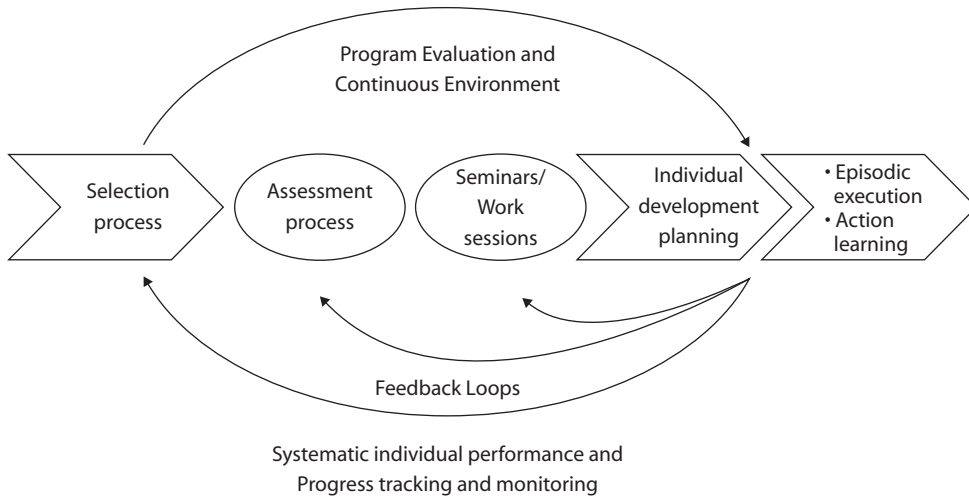 Program Evaluation and
Continuous Environment
Selection
process
Assessment
process
Seminars/
Work
sessions
Individual
development
planning
• Episodic
execution
• Action
learning
Feedback Loops
Systematic individual performance and
Progress tracking and monitoring